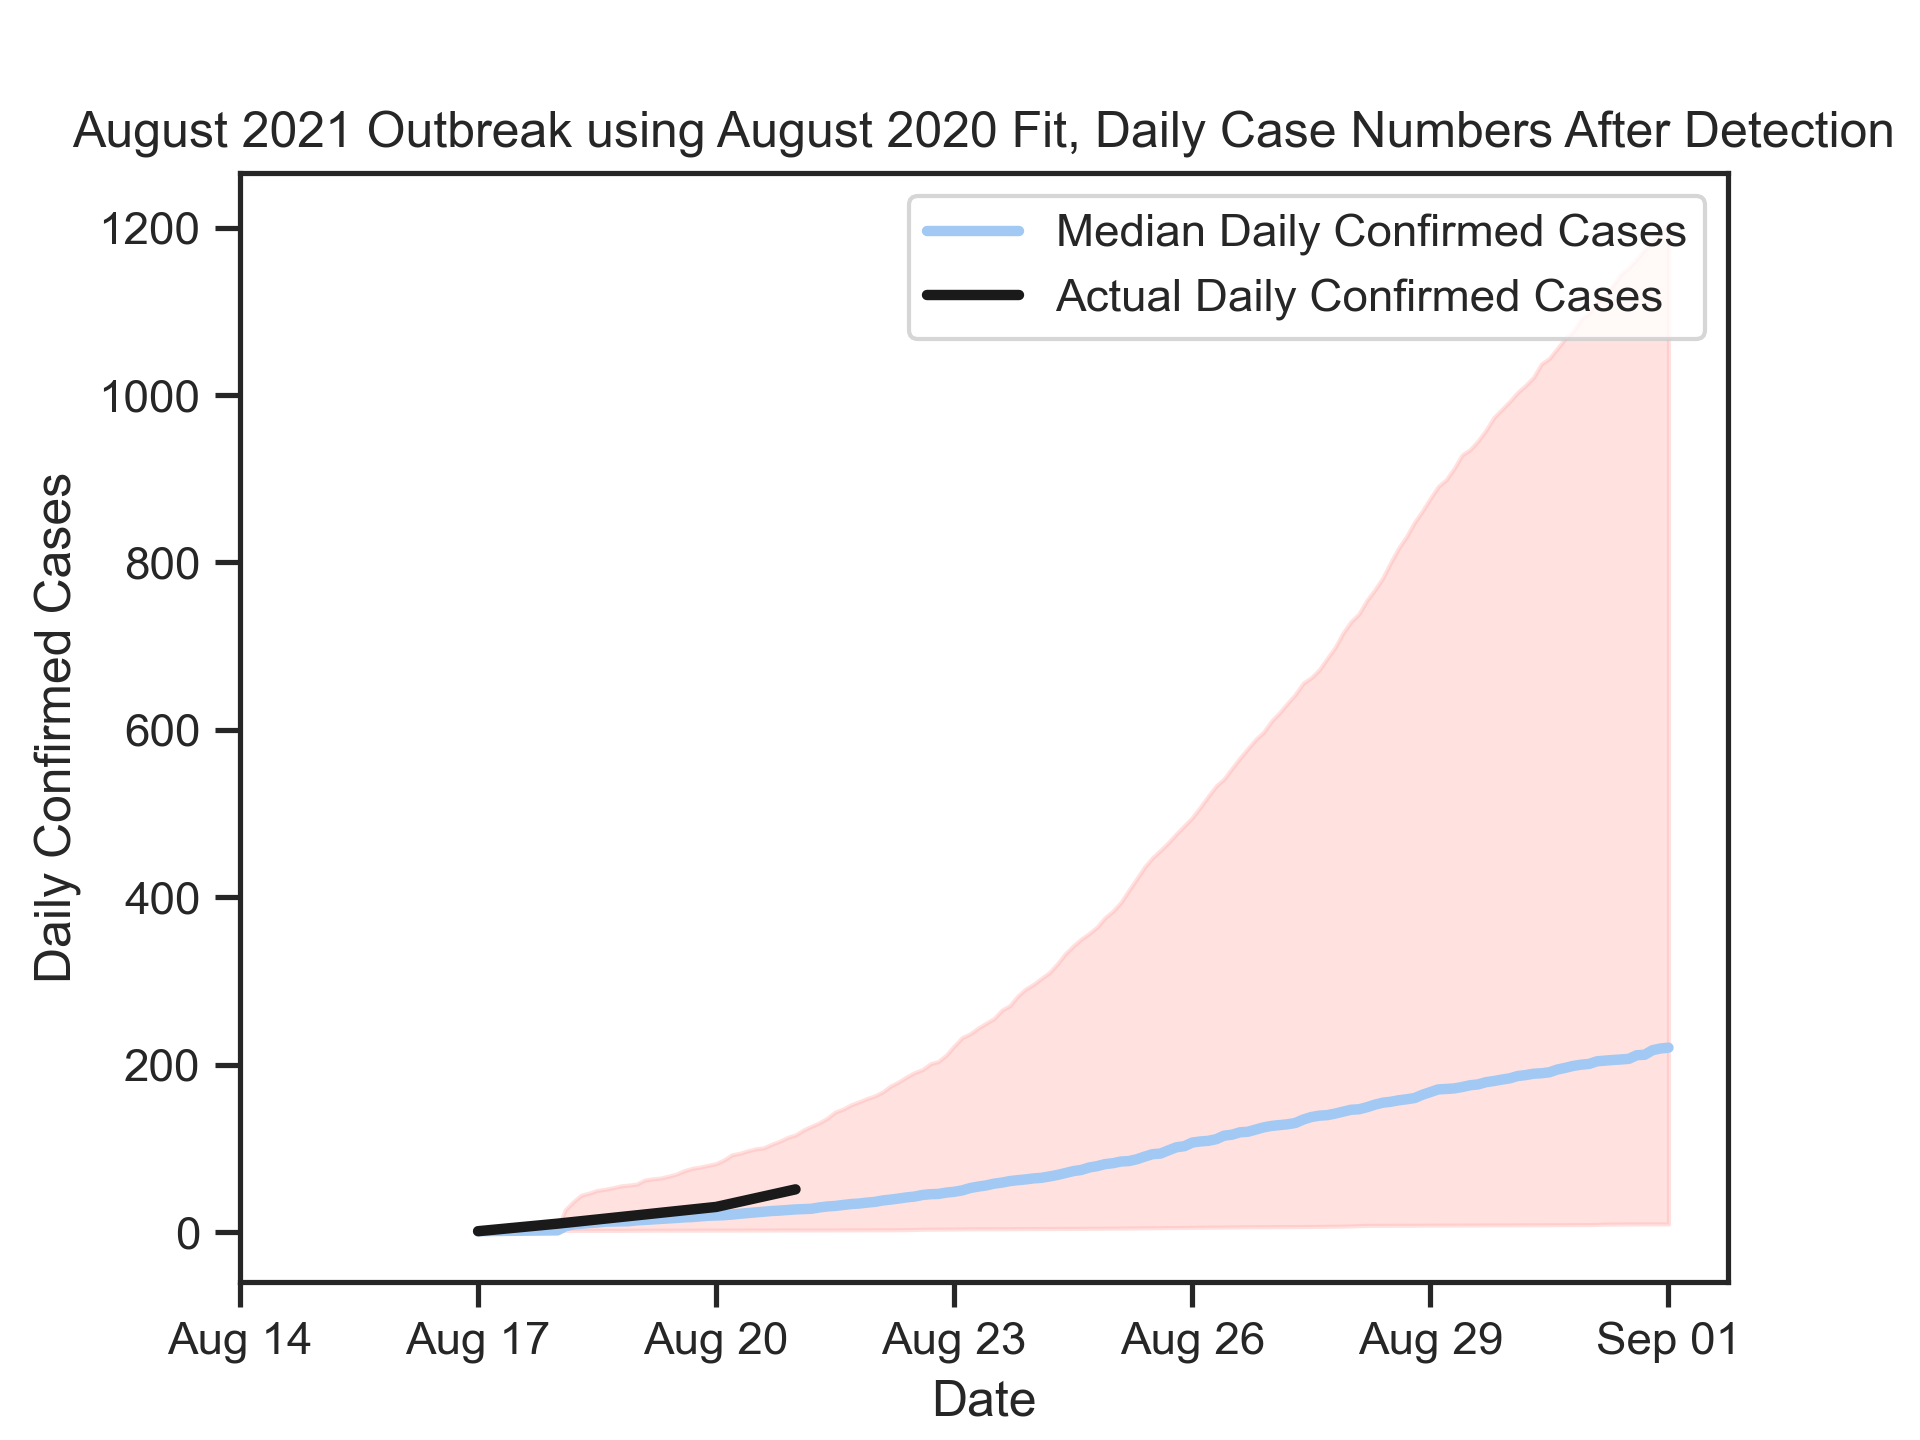 August 2021 Outbreak using August 2020 Fit, Daily Case Numbers After Detection
Median Daily Confirmed Cases
Actual Daily Confirmed Cases
Daily Confirmed Cases
1200
1000
800
600
400
200
0
Aug 14
Aug 17
Aug 20
Aug 23
Aug 26
Aug 29
Sep 01
Date